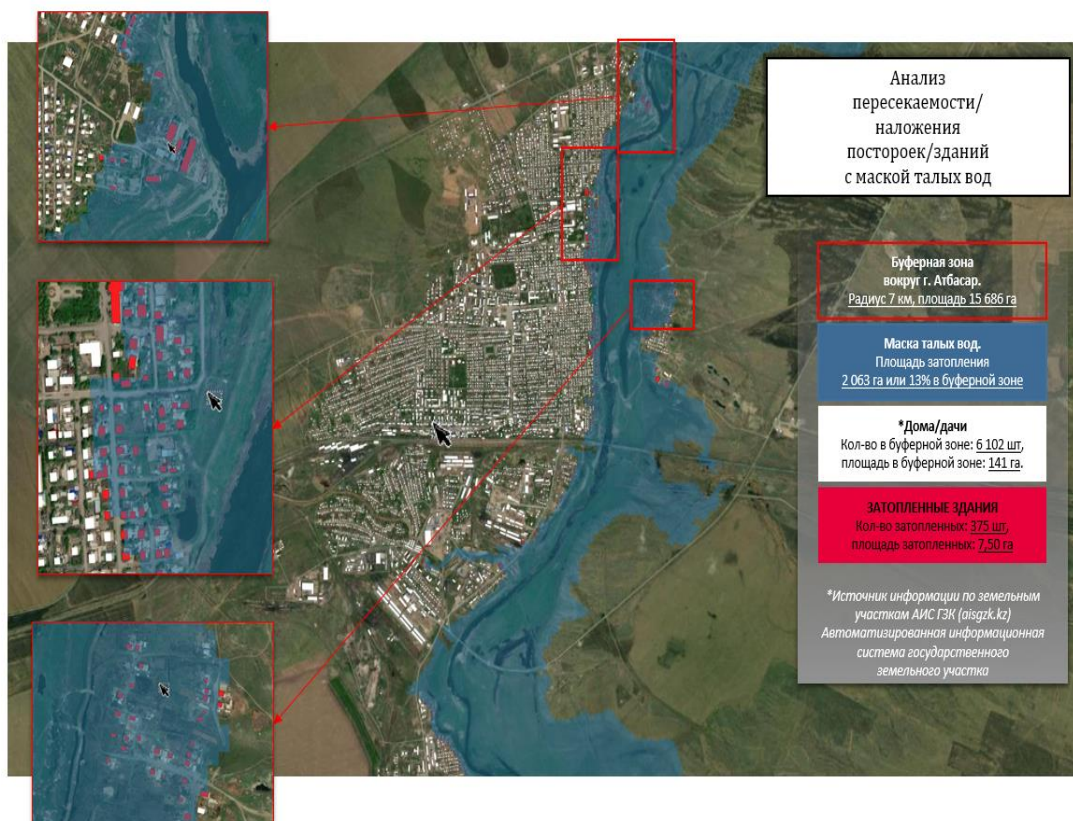 Анализ
пересекаемости/
наложения
постороек/зданий
с маской талых вод
Буферная зона
вокруг г. Атбасар.
Радиус 7 км, площадь 15 686 га
Маска талых вод.
Площадь затопления
2 063 га или 13% в буферной зоне
*Дома/дачи
Кол-во в буферной зоне: 6 102 шт,
площадь в буферной зоне: 141 га.
ЗАТОПЛЕННЫЕ ЗДАНИЯ
Кол-во затопленных: 375 шт,
площадь затопленных: 7,50 га
*Источник информации по земельным
участкам АИС ГЗК (aisgzk.kz)
Автоматизированная информационная
система государственного
земельного участка